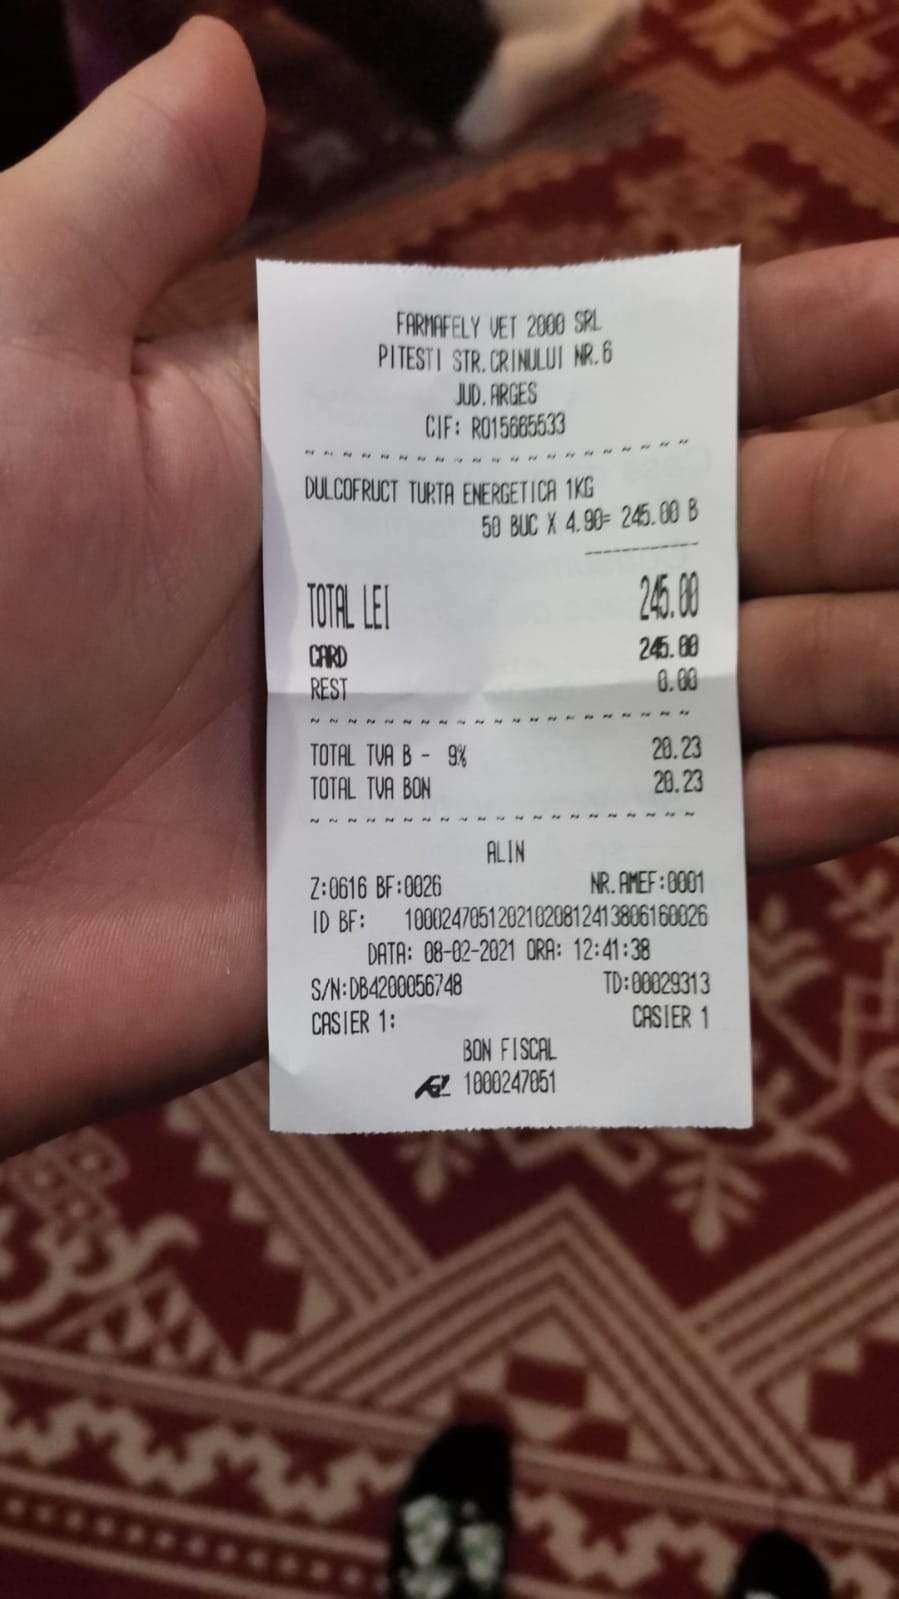 FARMAFELY VET 2000 SRL
PITESTI STR.CRINULUI NR.6
JUD.ARGES
CIF: RO15665533
DULCOFRUCT TURTA ENERGETICA 1KG
50 BUC X 4.90= 245.00 B
TOTAL LEI 245.00
CARD 245.00
REST 0.00
TOTAL TVA B - 9% 20.23
TOTAL TVA BON 20.23
ALIN
Z:0616 BF:0026 NR.AMEF:0001
ID BF: 10002470512021020812413806160026
DATA: 08-02-2021 ORA: 12:41:38
S/N:DB4200056748 TD:00029313
CASIER 1: CASIER 1
BON FISCAL
1000247051